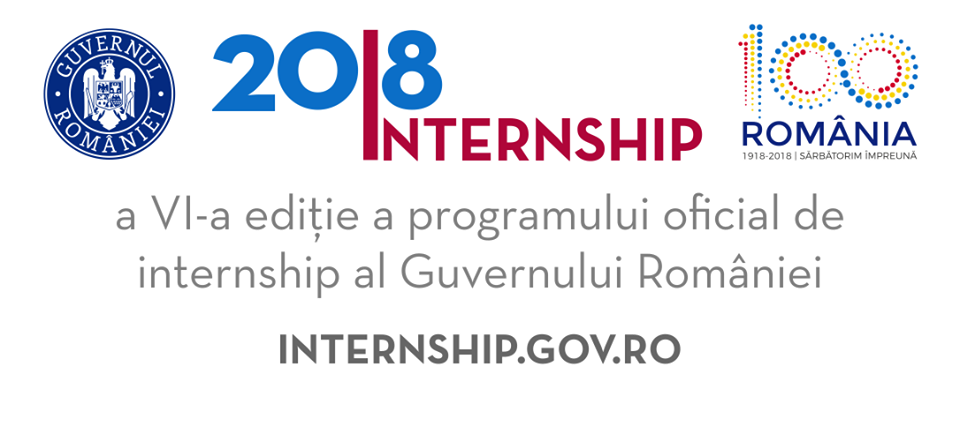 GUVERNUL
ROMÂNIEI
2018
INTERNSHIP
100
ROMÂNIA
1918-2018 | SĂRBĂTORIM ÎMPREUNĂ
a VI-a ediție a programului oficial de
internship al Guvernului României
INTERNSHIP.GOV.RO